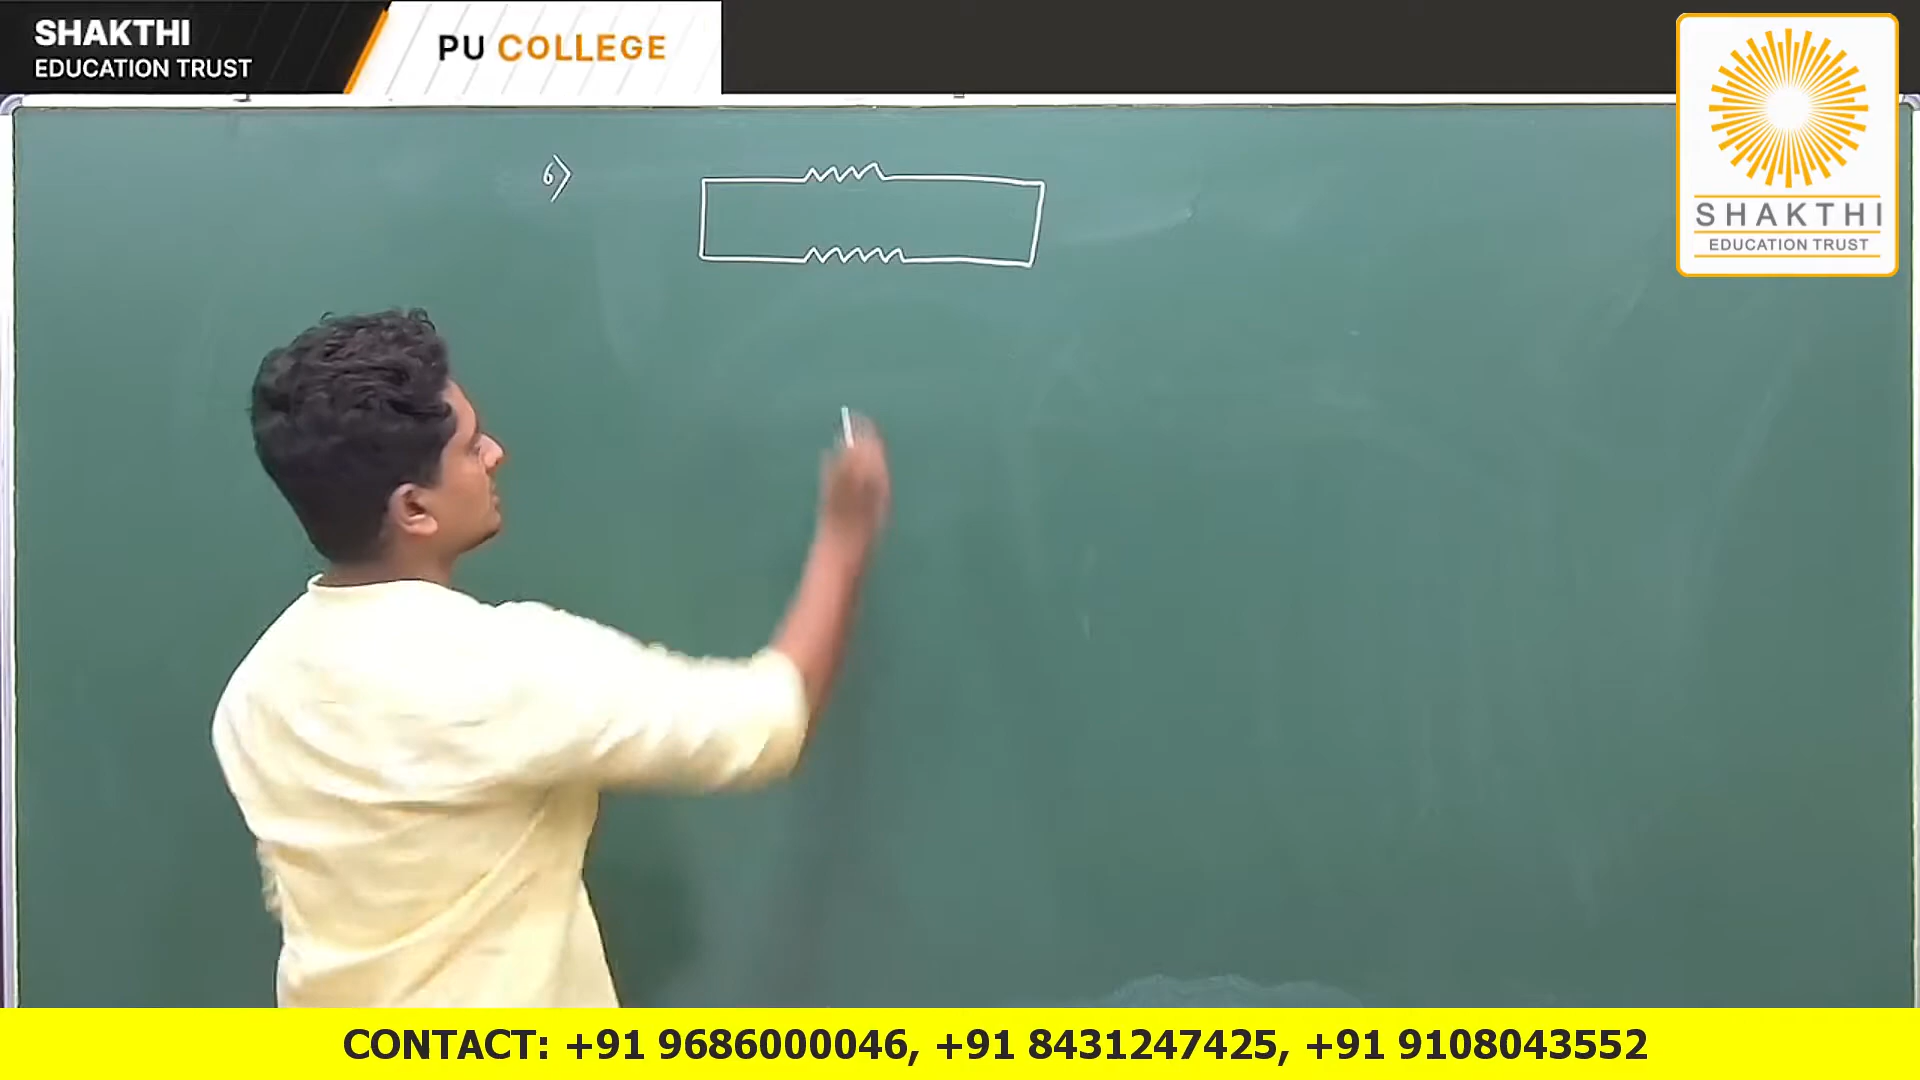 SHAKTHI
EDUCATION TRUST
PU COLLEGE
SHAKTHI
EDUCATION TRUST
6)
CONTACT: +91 9686000046, +91 8431247425, +91 9108043552